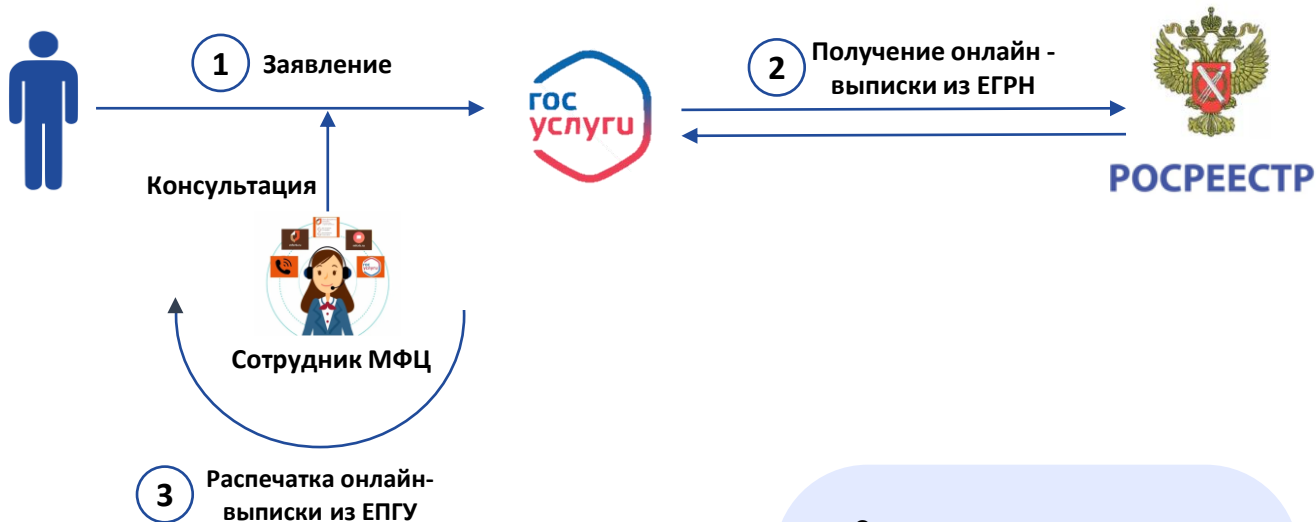 1 Заявление
гос
услуги
2 Получение онлайн -
выписки из ЕГРН
РОСРЕЕСТР
Консультация
Сотрудник МФЦ
3 Распечатка онлайн-
выписки из ЕПГУ